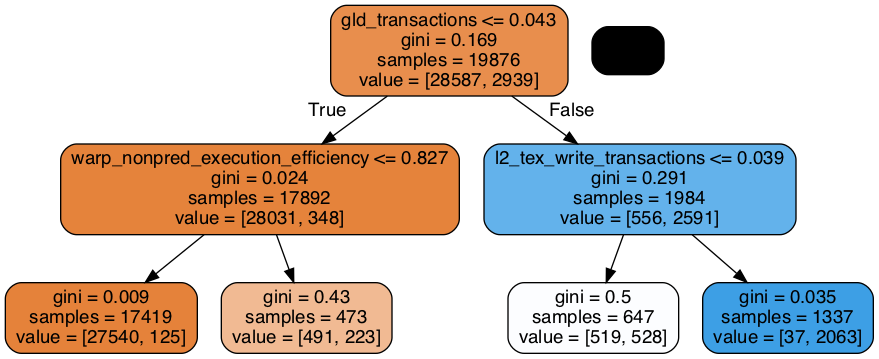 gld_transactions <= 0.043
gini = 0.169
samples = 19876
value = [28587, 2939]
True
False
warp_nonpred_execution_efficiency <= 0.827
gini = 0.024
samples = 17892
value = [28031, 348]
l2_tex_write_transactions <= 0.039
gini = 0.291
samples = 1984
value = [556, 2591]
gini = 0.009
samples = 17419
value = [27540, 125]
gini = 0.43
samples = 473
value = [491, 223]
gini = 0.5
samples = 647
value = [519, 528]
gini = 0.035
samples = 1337
value = [37, 2063]